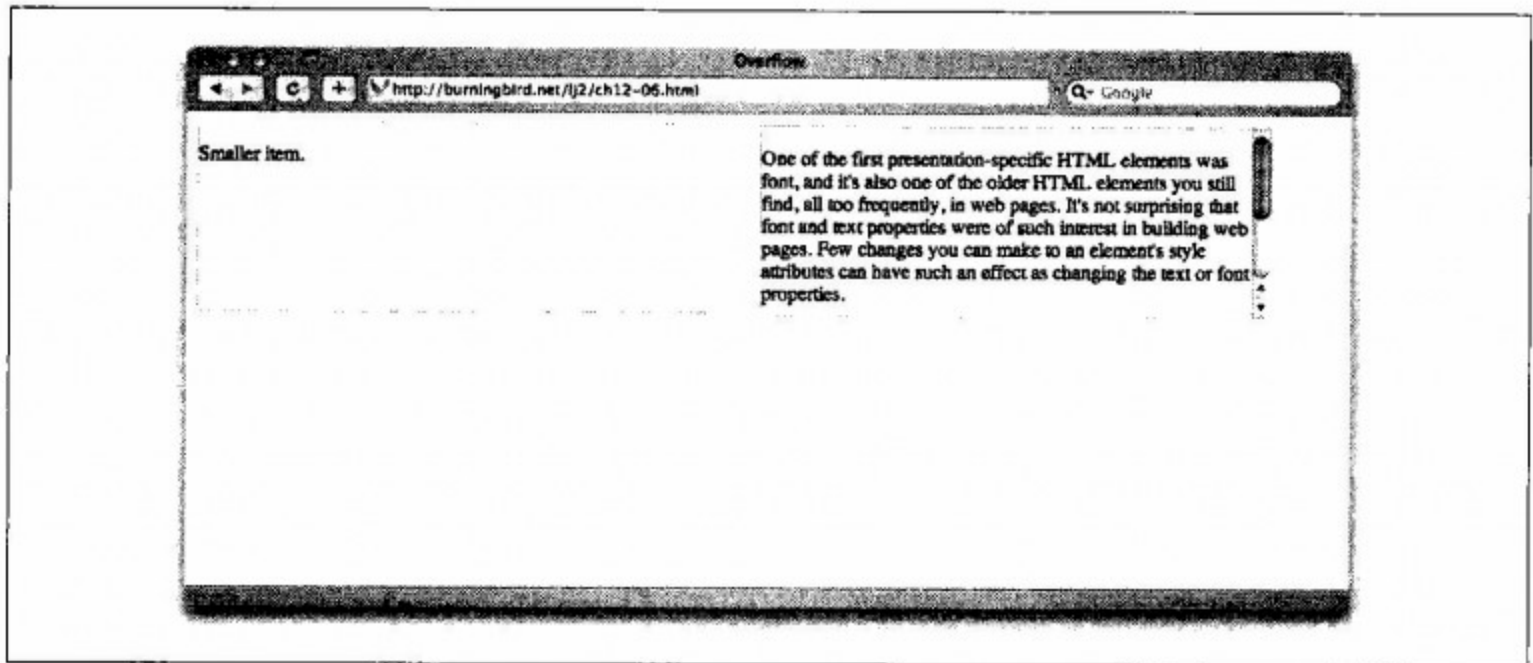 Overflow
http://burningbird.net/lj2/ch12-06.html
Google
Smaller item.
One of the first presentation-specific HTML elements was
font, and it's also one of the older HTML elements you still
find, all too frequently, in web pages. It's not surprising that
font and text properties were of such interest in building web
pages. Few changes you can make to an element's style
attributes can have such an effect as changing the text or font
properties.